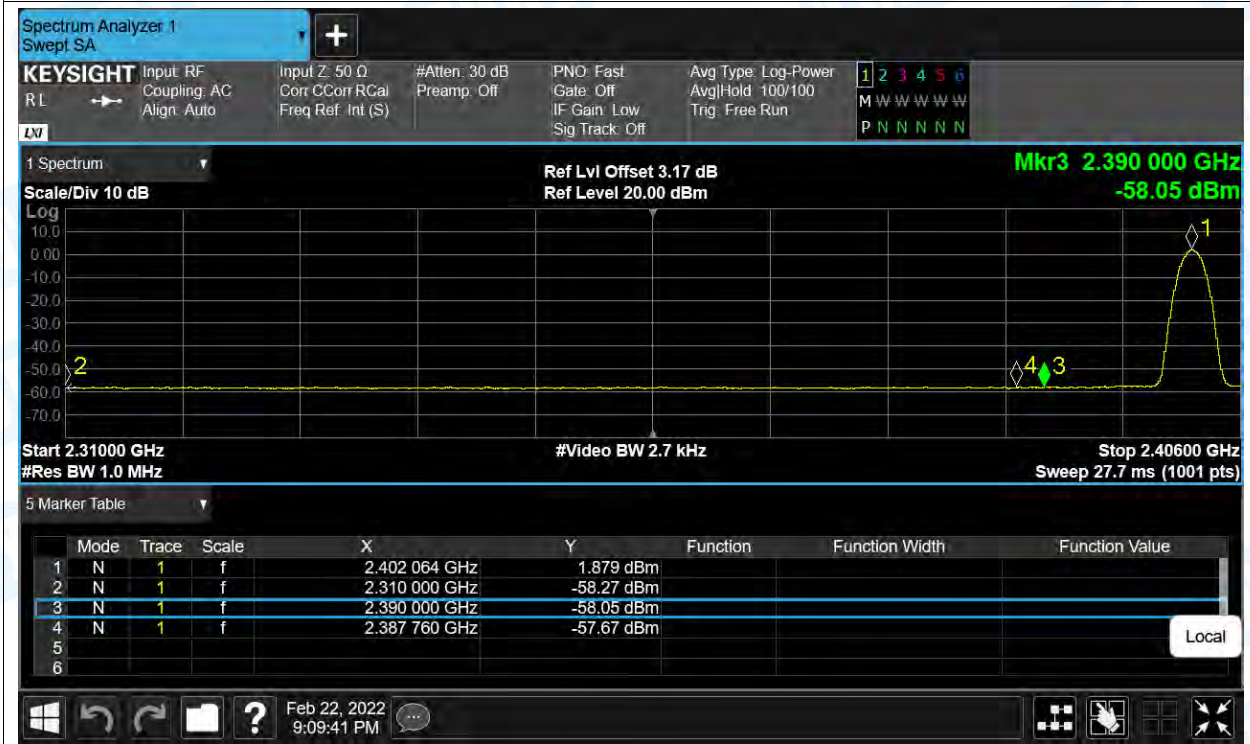 Spectrum Analyzer 1
Swept SA
KEYSIGHT
R L
LXI
Input: RF
Coupling: AC
Align: Auto
Input Z: 50 Ω
Corr CCorr RCal
Freq Ref: Int (S)
#Atten: 30 dB
Preamp: Off
PNO: Fast
Gate: Off
IF Gain: Low
Sig Track: Off
Avg Type: Log-Power
Avg|Hold: 100/100
Trig: Free Run
1 2 3 4 5 6
M W W W W W
P N N N N N
1 Spectrum
Scale/Div 10 dB
Ref Lvl Offset 3.17 dB
Ref Level 20.00 dBm
Mkr3 2.390 000 GHz
-58.05 dBm
Log
10.0
0.00
-10.0
-20.0
-30.0
-40.0
-50.0
-60.0
-70.0
1
2
4 3
Start 2.31000 GHz
#Video BW 2.7 kHz
Stop 2.40600 GHz
#Res BW 1.0 MHz
Sweep 27.7 ms (1001 pts)
5 Marker Table
Mode Trace Scale X Y Function Function Width Function Value
1 N 1 f 2.402 064 GHz 1.879 dBm
2 N 1 f 2.310 000 GHz -58.27 dBm
3 N 1 f 2.390 000 GHz -58.05 dBm
4 N 1 f 2.387 760 GHz -57.67 dBm
5
6
Local
?
Feb 22, 2022
9:09:41 PM